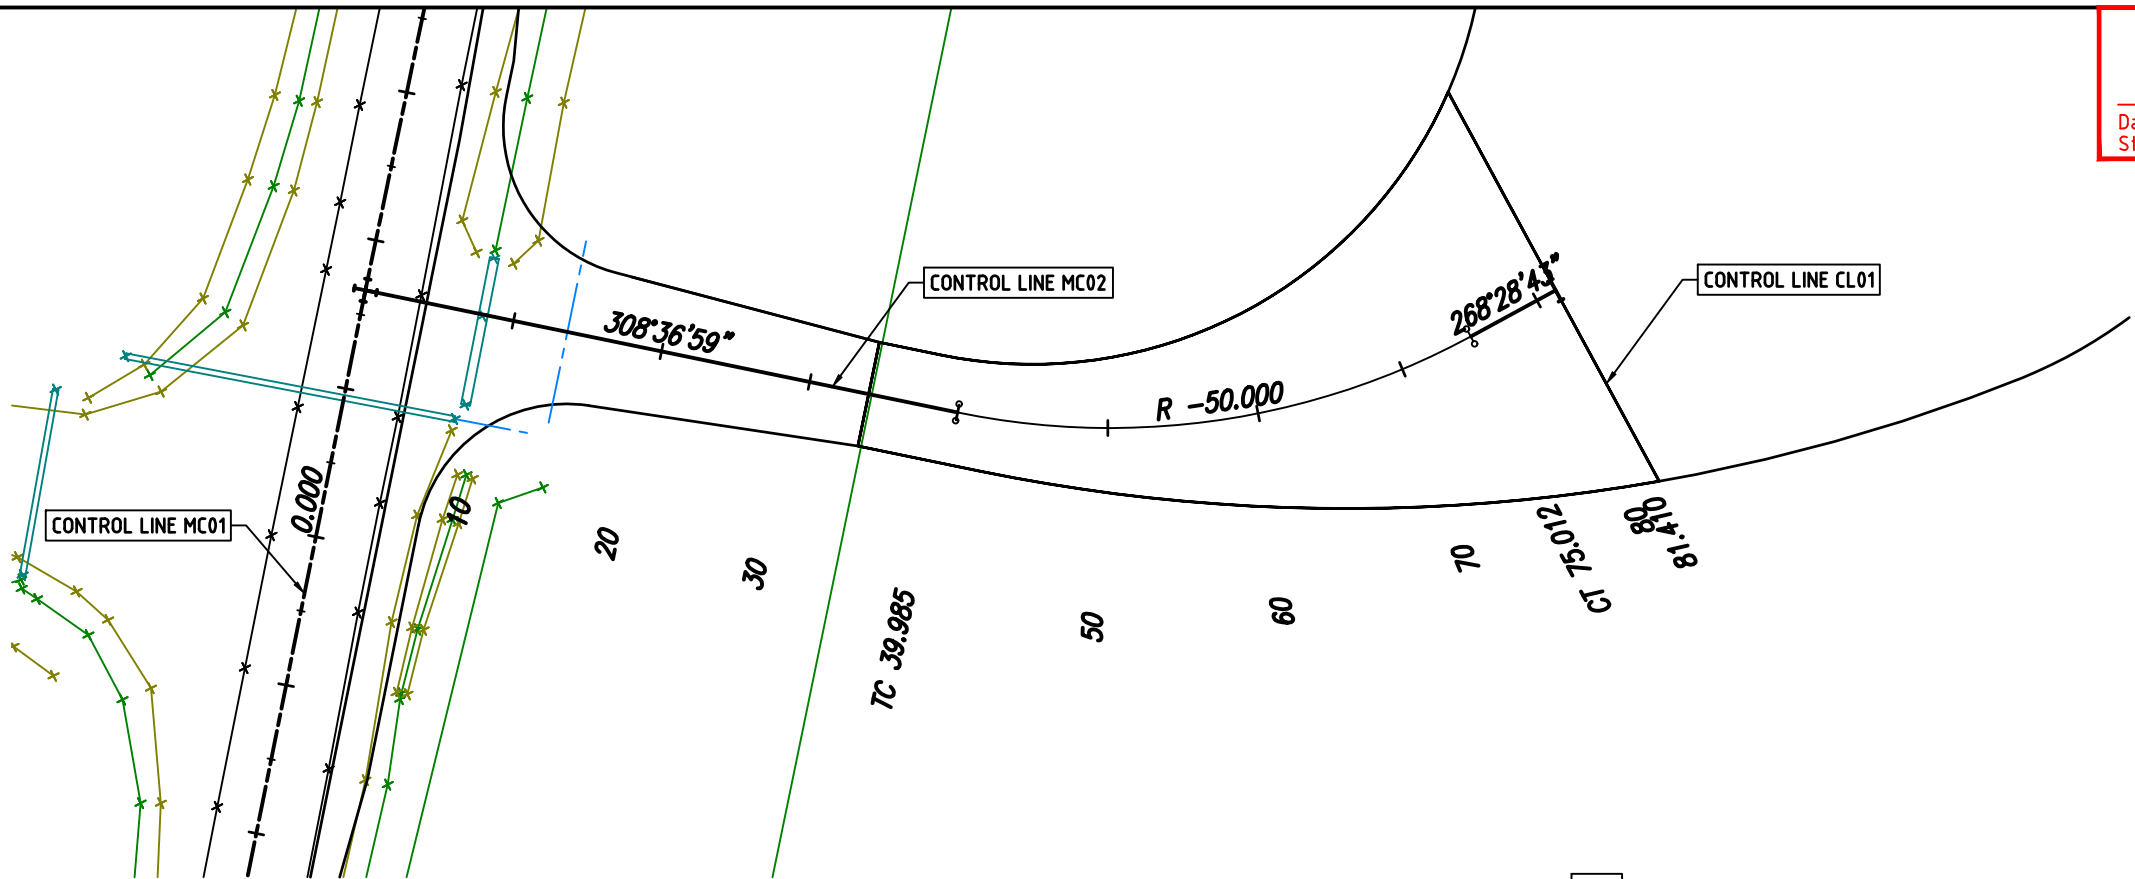 CONTROL LINE MC02
CONTROL LINE CL01
308°36'59"
268°28'43"
R -50.000
CONTROL LINE MC01
0.000
10
20
30
TC 39.985
50
60
70
CT 75.012
80
81.410